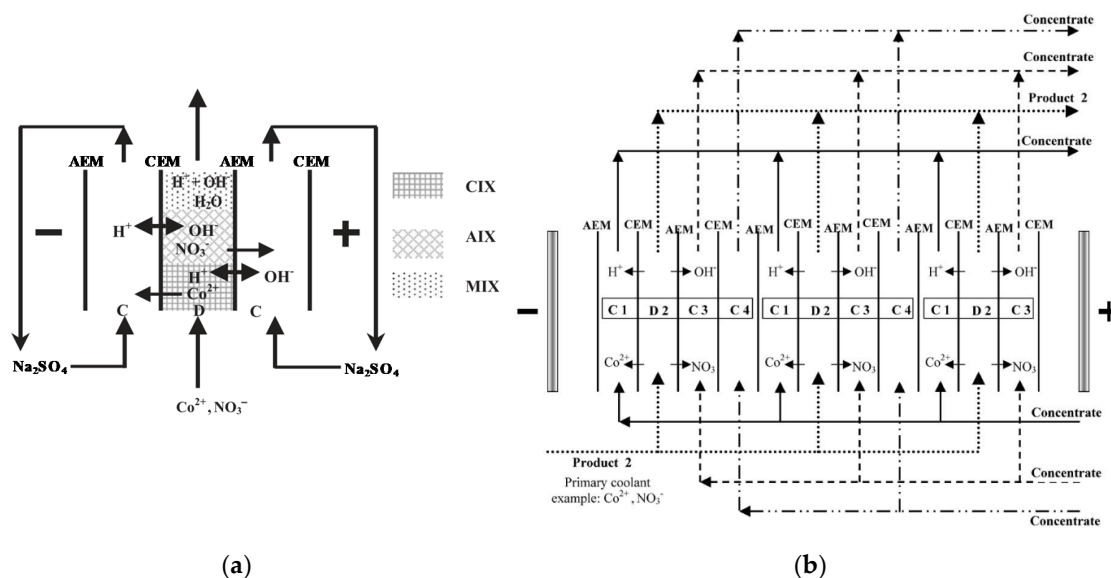 AEM CEM AEM CEM
H⁺ + OH⁻
H₂O
H⁺ OH⁻
NO₃⁻
H⁺ OH⁻
Co²⁺
C D C
− +
Na₂SO₄ Na₂SO₄
Co²⁺, NO₃⁻
CIX
AIX
MIX
(a)
Concentrate
Concentrate
Product 2
Concentrate
AEM CEM AEM CEM AEM CEM AEM CEM AEM CEM AEM CEM
H⁺ OH⁻ H⁺ OH⁻ H⁺ OH⁻
− +
C 1 D 2 C 3 C 4 C 1 D 2 C 3 C 4 C 1 D 2 C 3
Co²⁺ NO₃ Co²⁺ NO₃ Co²⁺ NO₃
Concentrate
Product 2
Primary coolant
example: Co²⁺, NO₃⁻
Concentrate
Concentrate
(b)